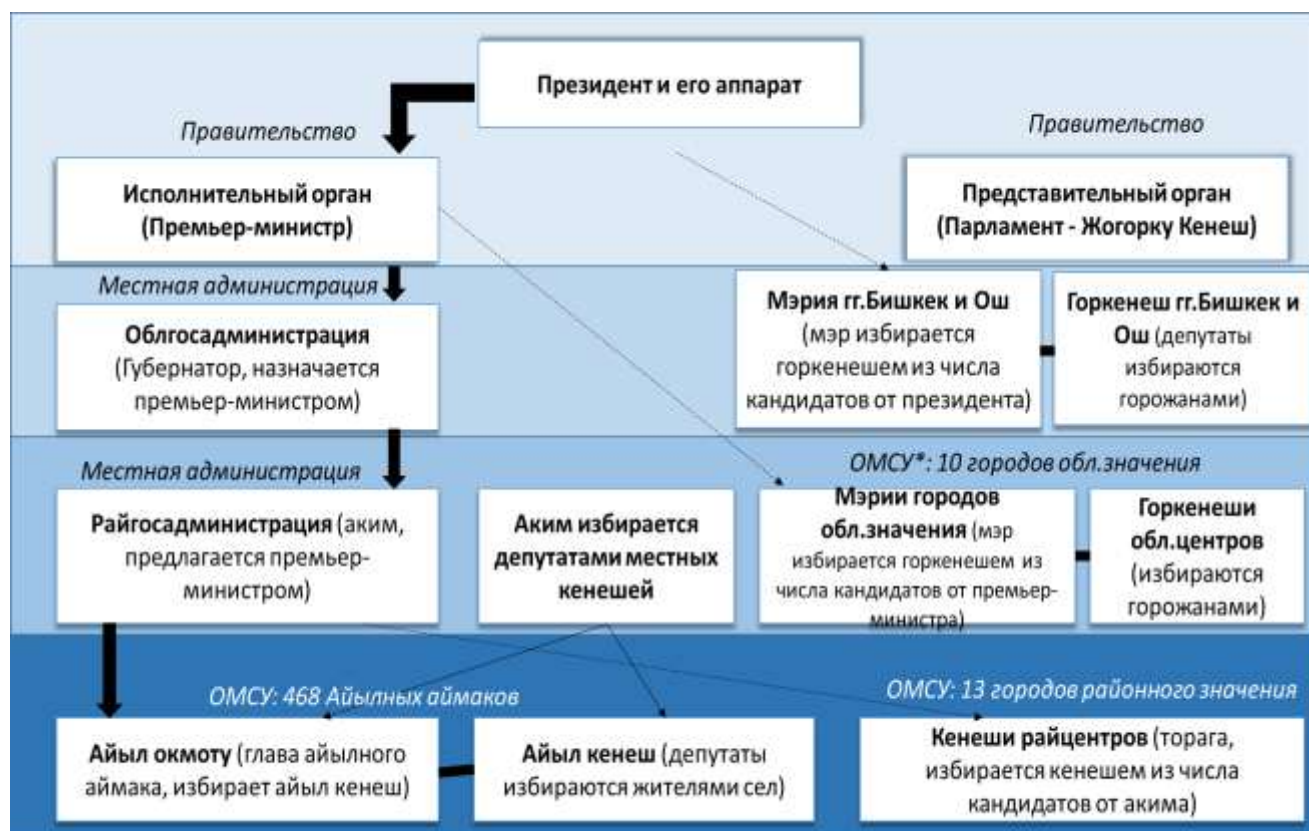 Президент и его аппарат
Правительство
Правительство
Исполнительный орган
(Премьер-министр)
Представительный орган
(Парламент - Жогорку Кенеш)
Местная администрация
Облгосадминистрация
(Губернатор, назначается
премьер-министром)
Мэрия гг.Бишкек и Ош
(мэр избирается
горкенешем из числа
кандидатов от президента)
Горкенеш гг.Бишкек и
Ош (депутаты
избираются
горожанами)
Местная администрация
ОМСУ*: 10 городов обл.значения
Райгосадминистрация (аким,
предлагается премьер-
министром)
Аким избирается
депутатами местных
кенешей
Мэрии городов
обл.значения (мэр
избирается горкенешем из
числа кандидатов от премьер-
министра)
Горкенеши
обл.центров
(избираются
горожанами)
ОМСУ: 468 Айылных аймаков
ОМСУ: 13 городов районного значения
Айыл окмоту (глава айылного
аймака, избирает айыл кенеш)
Айыл кенеш (депутаты
избираются жителями сел)
Кенеши райцентров (торага,
избирается кенешем из числа
кандидатов от акима)